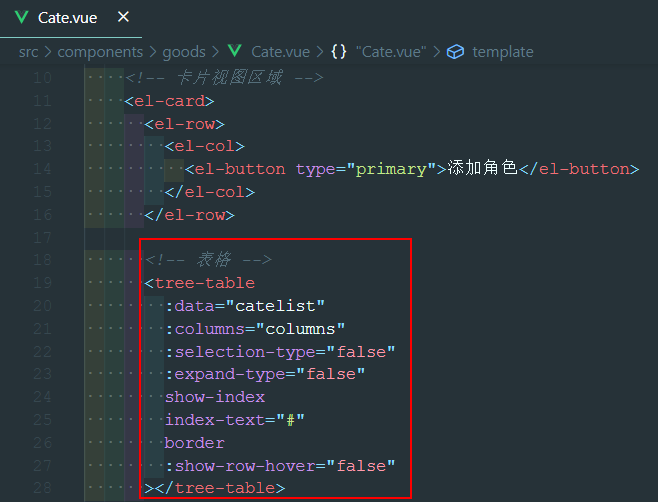 Cate.vue ×
src > components > goods > Cate.vue > {} "Cate.vue" > template
10 <!-- 卡片视图区域 -->
11 <el-card>
12 <el-row>
13 <el-col>
14 <el-button type="primary">添加角色</el-button>
15 </el-col>
16 </el-row>
17
18 <!-- 表格 -->
19 <tree-table
20 :data="catelist"
21 :columns="columns"
22 :selection-type="false"
23 :expand-type="false"
24 show-index
25 index-text="#"
26 border
27 :show-row-hover="false"
28 ></tree-table>